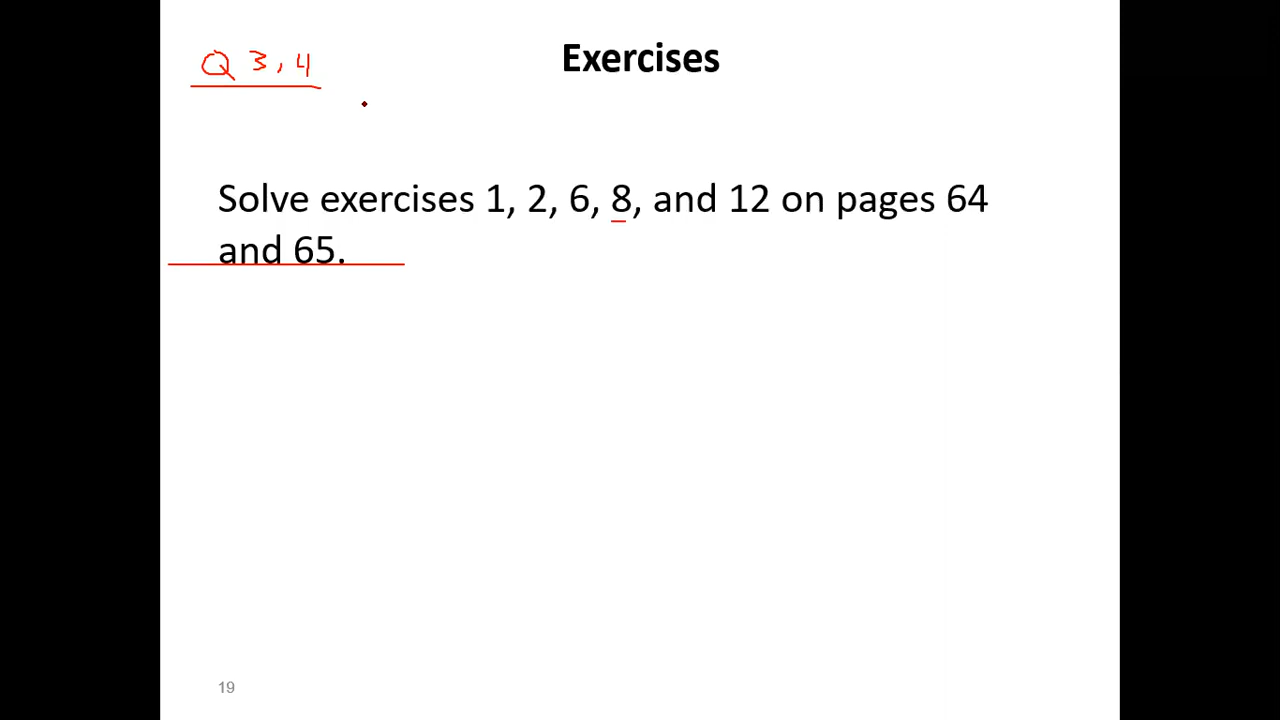 Q 3, 4
Exercises
Solve exercises 1, 2, 6, 8, and 12 on pages 64
and 65.
19